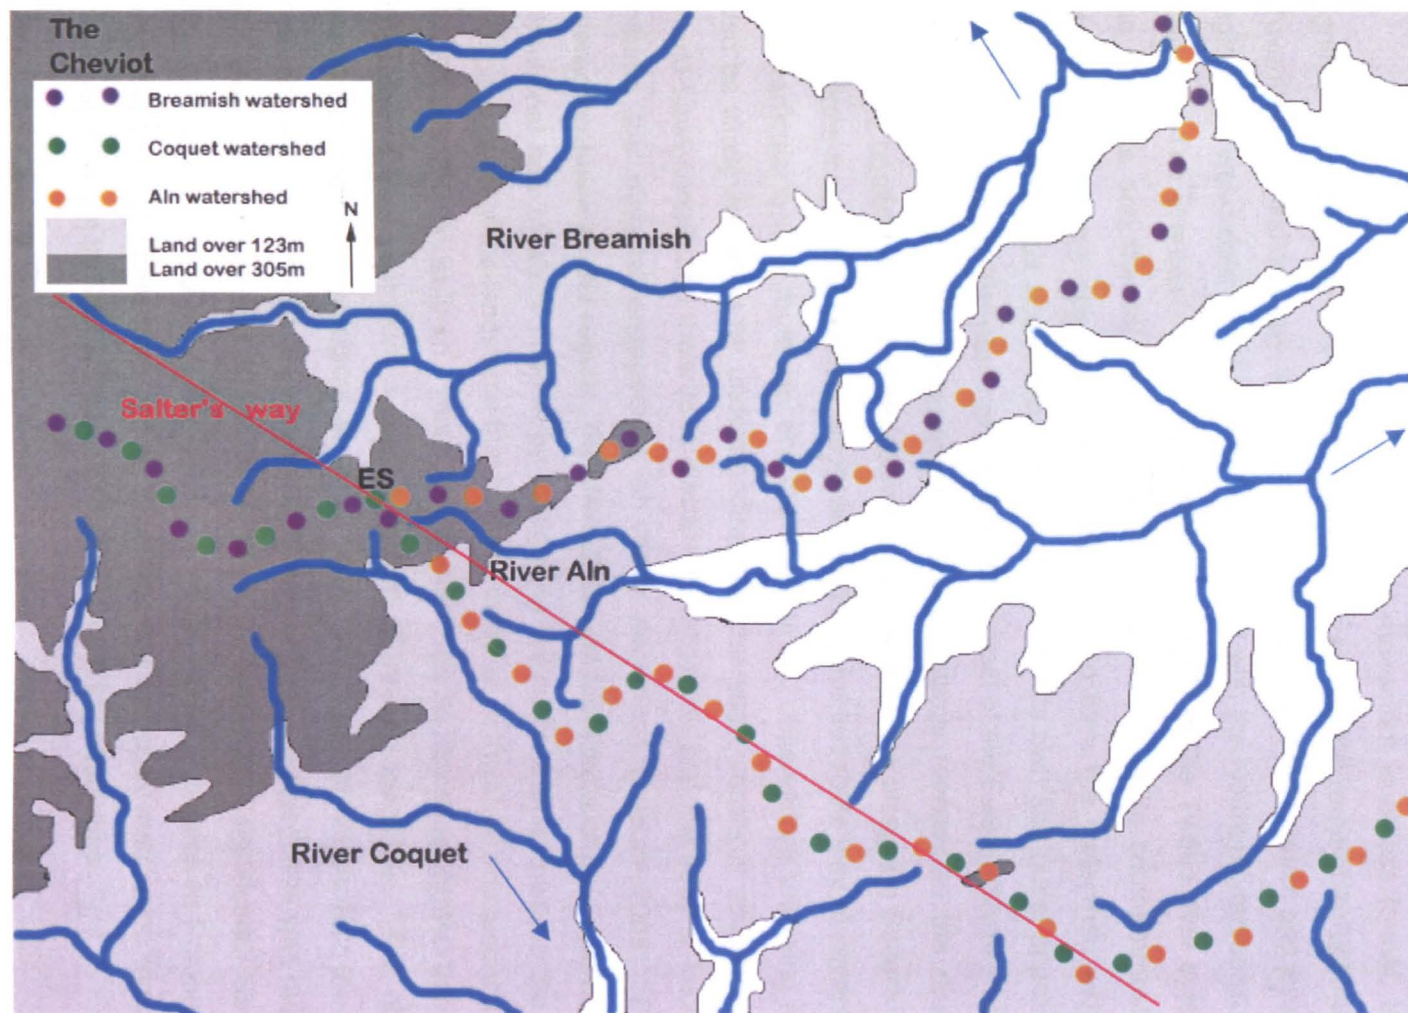 The
Cheviot
Breamish watershed
Coquet watershed
Aln watershed
N
Land over 123m
Land over 305m
River Breamish
Salter's way
ES
River Aln
River Coquet